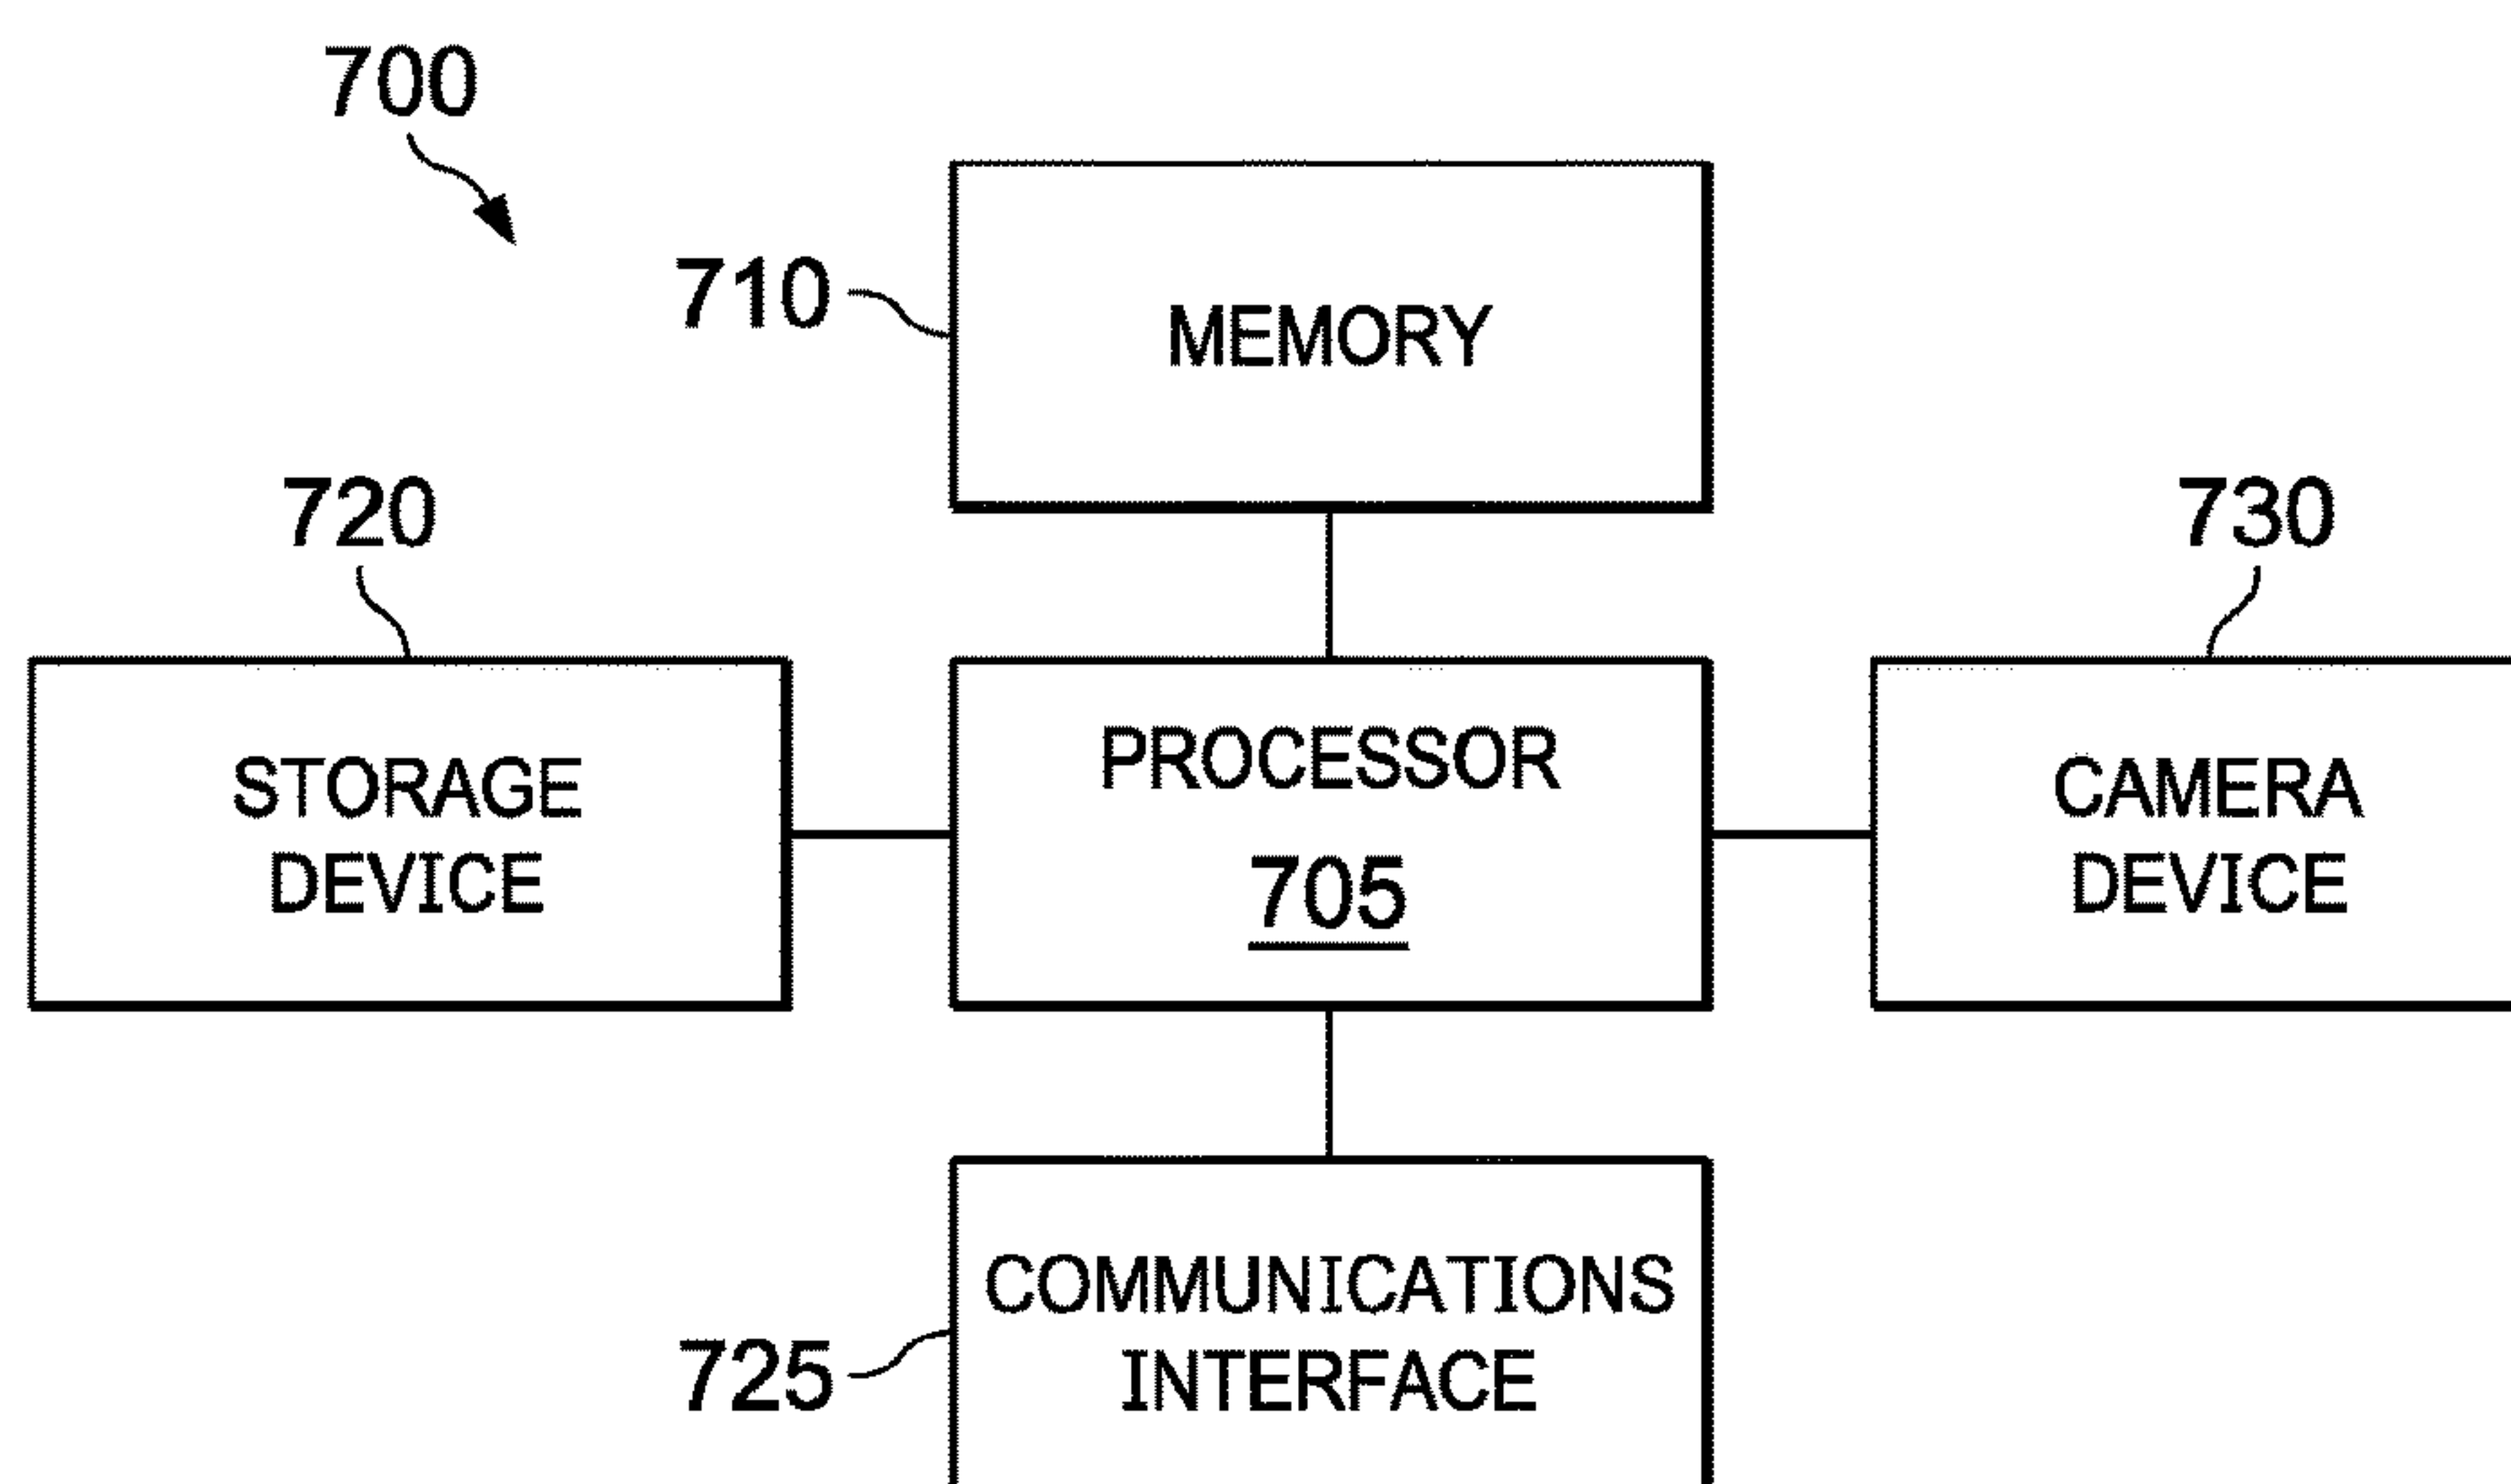 700
710
MEMORY
720
730
STORAGE
DEVICE
PROCESSOR
705
CAMERA
DEVICE
COMMUNICATIONS
INTERFACE
725